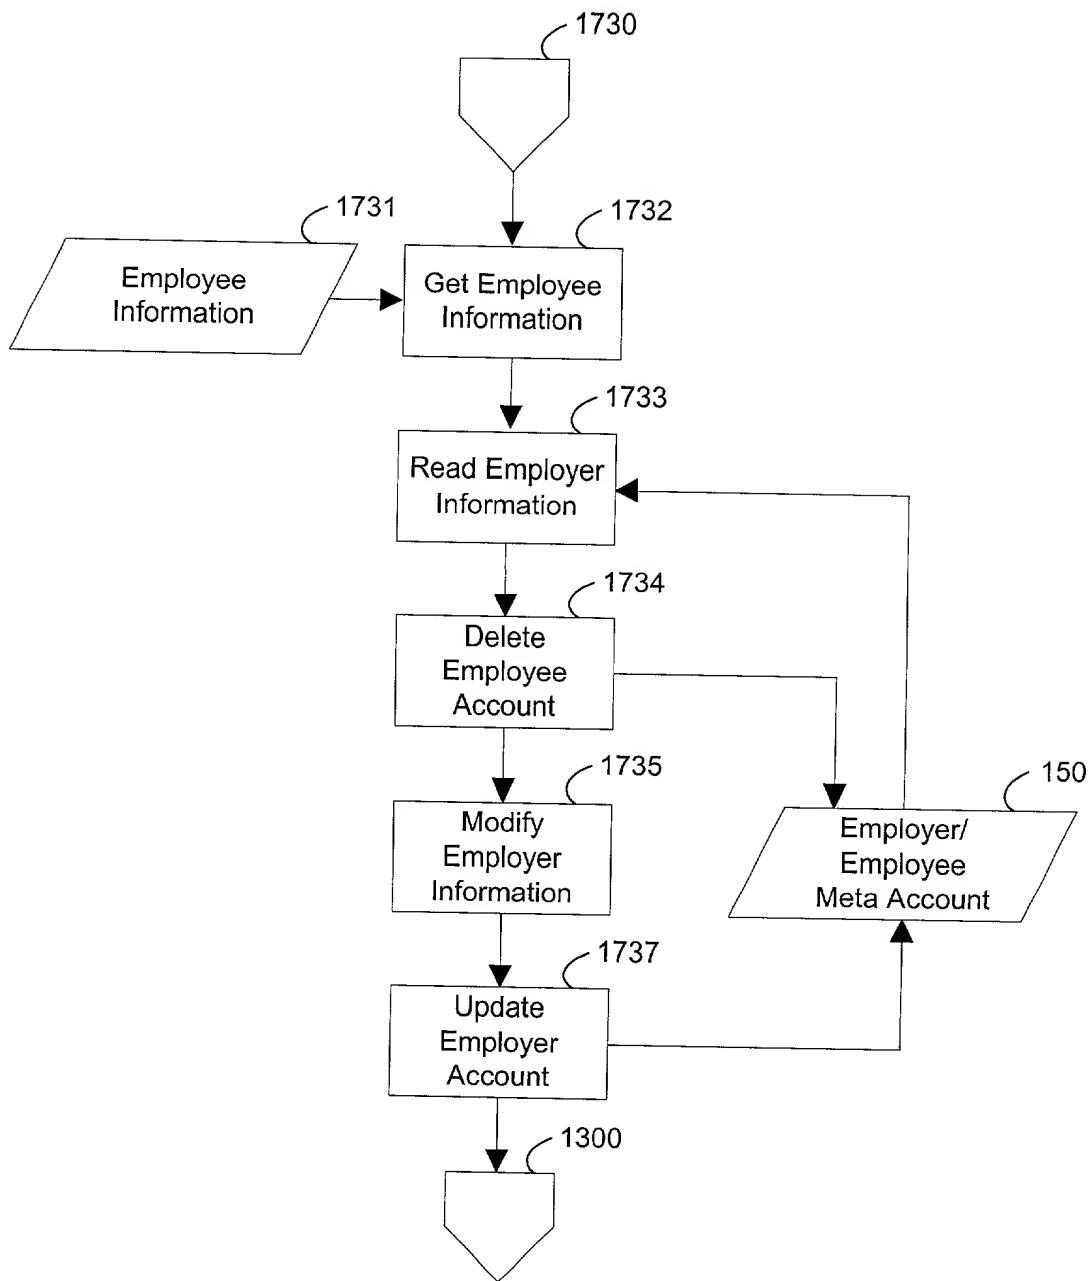 1730
1731
1732
Employee
Information
Get Employee
Information
1733
Read Employer
Information
1734
Delete
Employee
Account
1735
150
Modify
Employer
Information
Employer/
Employee
Meta Account
1737
Update
Employer
Account
1300